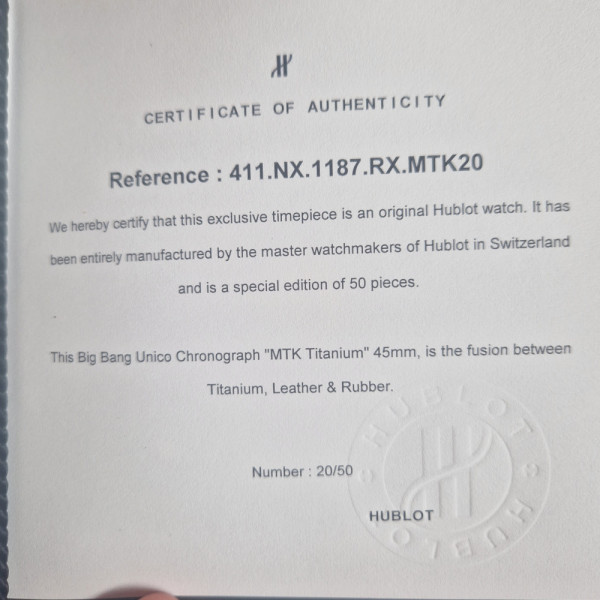 CERTIFICATE OF AUTHENTICITY
Reference : 411.NX.1187.RX.MTK20
We hereby certify that this exclusive timepiece is an original Hublot watch. It has
been entirely manufactured by the master watchmakers of Hublot in Switzerland
and is a special edition of 50 pieces.
This Big Bang Unico Chronograph "MTK Titanium" 45mm, is the fusion between
Titanium, Leather & Rubber.
Number : 20/50
HUBLOT
HUBLOT
HUBLOT